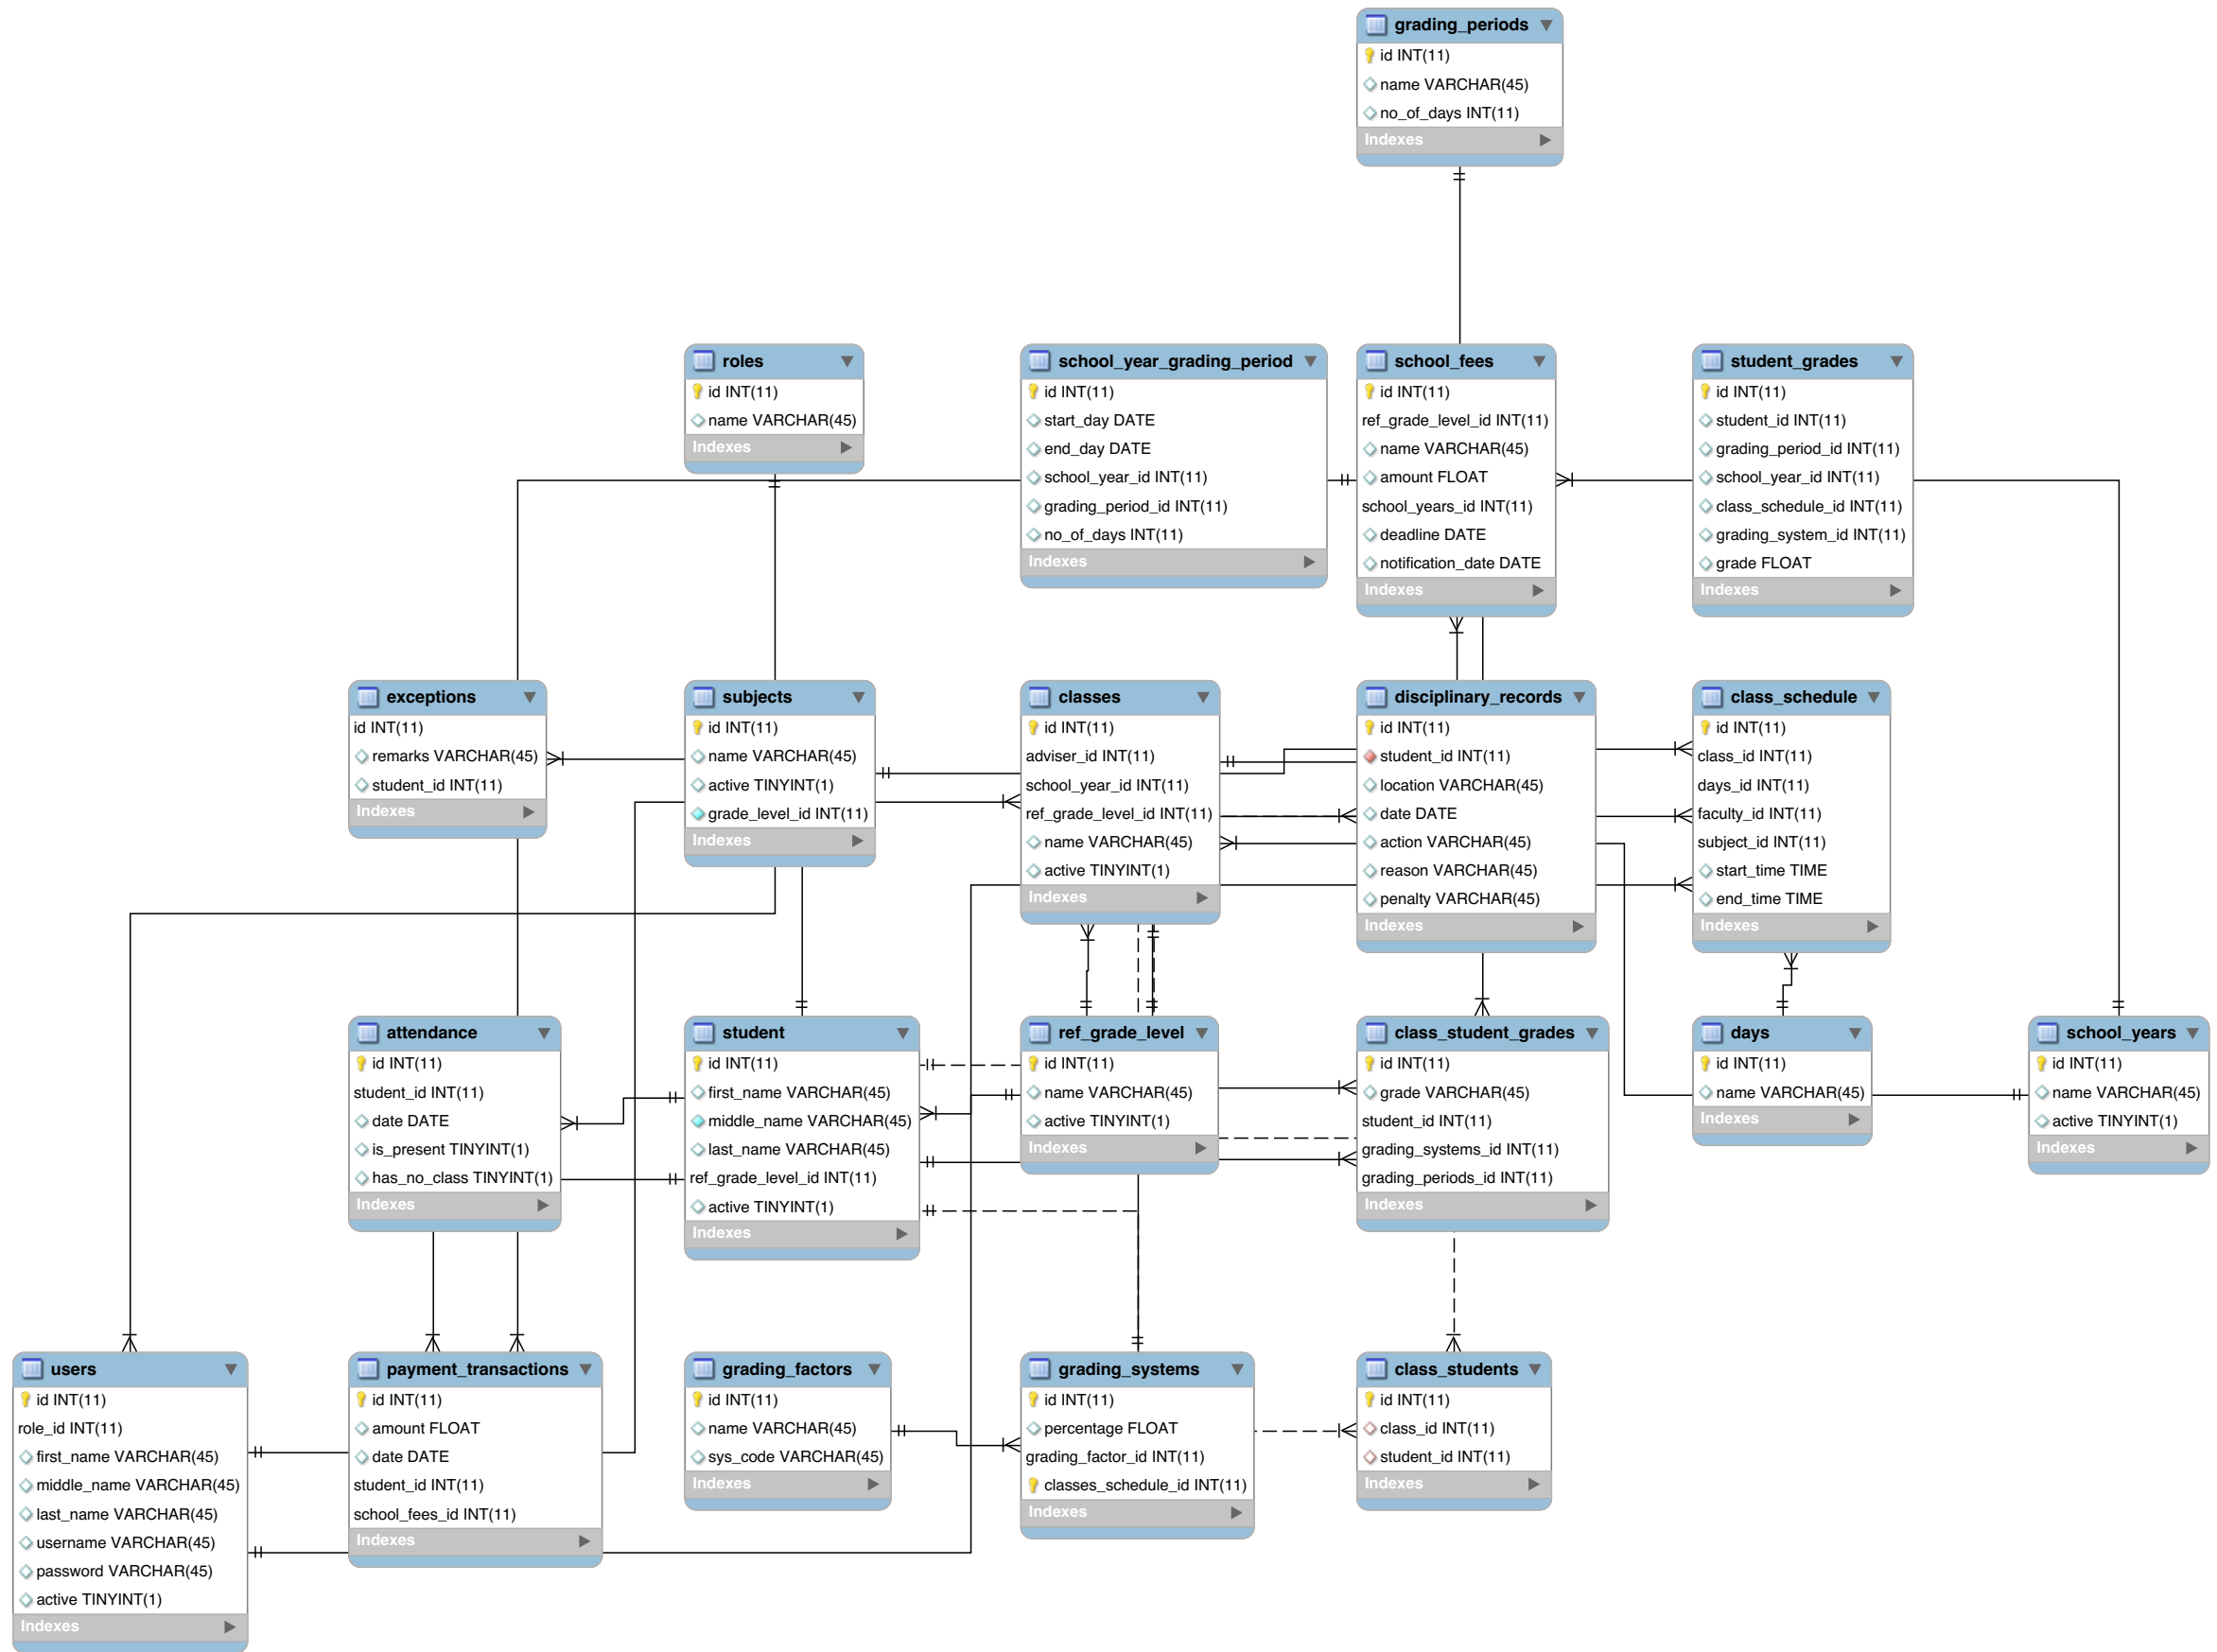 grading_periods
id INT(11)
name VARCHAR(45)
no_of_days INT(11)
Indexes
roles
id INT(11)
name VARCHAR(45)
Indexes
school_year_grading_period
id INT(11)
start_day DATE
end_day DATE
school_year_id INT(11)
grading_period_id INT(11)
no_of_days INT(11)
Indexes
school_fees
id INT(11)
ref_grade_level_id INT(11)
name VARCHAR(45)
amount FLOAT
school_years_id INT(11)
deadline DATE
notification_date DATE
Indexes
student_grades
id INT(11)
student_id INT(11)
grading_period_id INT(11)
school_year_id INT(11)
class_schedule_id INT(11)
grading_system_id INT(11)
grade FLOAT
Indexes
exceptions
id INT(11)
remarks VARCHAR(45)
student_id INT(11)
Indexes
subjects
id INT(11)
name VARCHAR(45)
active TINYINT(1)
grade_level_id INT(11)
Indexes
classes
id INT(11)
adviser_id INT(11)
school_year_id INT(11)
ref_grade_level_id INT(11)
name VARCHAR(45)
active TINYINT(1)
Indexes
disciplinary_records
id INT(11)
student_id INT(11)
location VARCHAR(45)
date DATE
action VARCHAR(45)
reason VARCHAR(45)
penalty VARCHAR(45)
Indexes
class_schedule
id INT(11)
class_id INT(11)
days_id INT(11)
faculty_id INT(11)
subject_id INT(11)
start_time TIME
end_time TIME
Indexes
attendance
id INT(11)
student_id INT(11)
date DATE
is_present TINYINT(1)
has_no_class TINYINT(1)
Indexes
student
id INT(11)
first_name VARCHAR(45)
middle_name VARCHAR(45)
last_name VARCHAR(45)
ref_grade_level_id INT(11)
active TINYINT(1)
Indexes
ref_grade_level
id INT(11)
name VARCHAR(45)
active TINYINT(1)
Indexes
class_student_grades
id INT(11)
grade VARCHAR(45)
student_id INT(11)
grading_systems_id INT(11)
grading_periods_id INT(11)
Indexes
days
id INT(11)
name VARCHAR(45)
Indexes
school_years
id INT(11)
name VARCHAR(45)
active TINYINT(1)
Indexes
users
id INT(11)
role_id INT(11)
first_name VARCHAR(45)
middle_name VARCHAR(45)
last_name VARCHAR(45)
username VARCHAR(45)
password VARCHAR(45)
active TINYINT(1)
Indexes
payment_transactions
id INT(11)
amount FLOAT
date DATE
student_id INT(11)
school_fees_id INT(11)
Indexes
grading_factors
id INT(11)
name VARCHAR(45)
sys_code VARCHAR(45)
Indexes
grading_systems
id INT(11)
percentage FLOAT
grading_factor_id INT(11)
classes_schedule_id INT(11)
Indexes
class_students
id INT(11)
class_id INT(11)
student_id INT(11)
Indexes